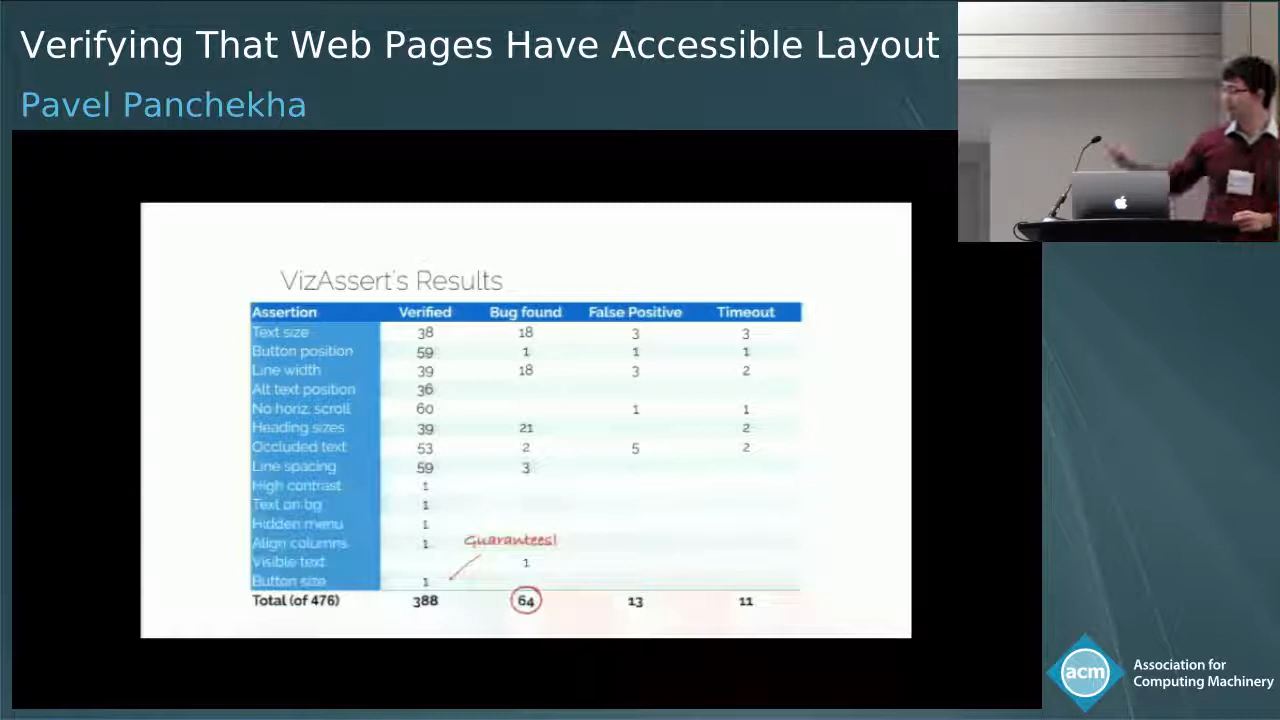 Verifying That Web Pages Have Accessible Layout
Pavel Panchekha
VizAssert's Results
Assertion Verified Bug found False Positive Timeout
Text size 38 18 3 3
Button position 59 1 1 1
Line width 39 18 3 2
Alt text position 36
No horiz. scroll 60 1 1
Heading sizes 39 21 2
Occluded text 53 2 5 2
Line spacing 59 3
High contrast 1
Text on bg 1
Hidden menu 1
Align columns 1
Guarantees!
Visible text 1
Button size 1
Total (of 476) 388 64 13 11
acm
Association for
Computing Machinery